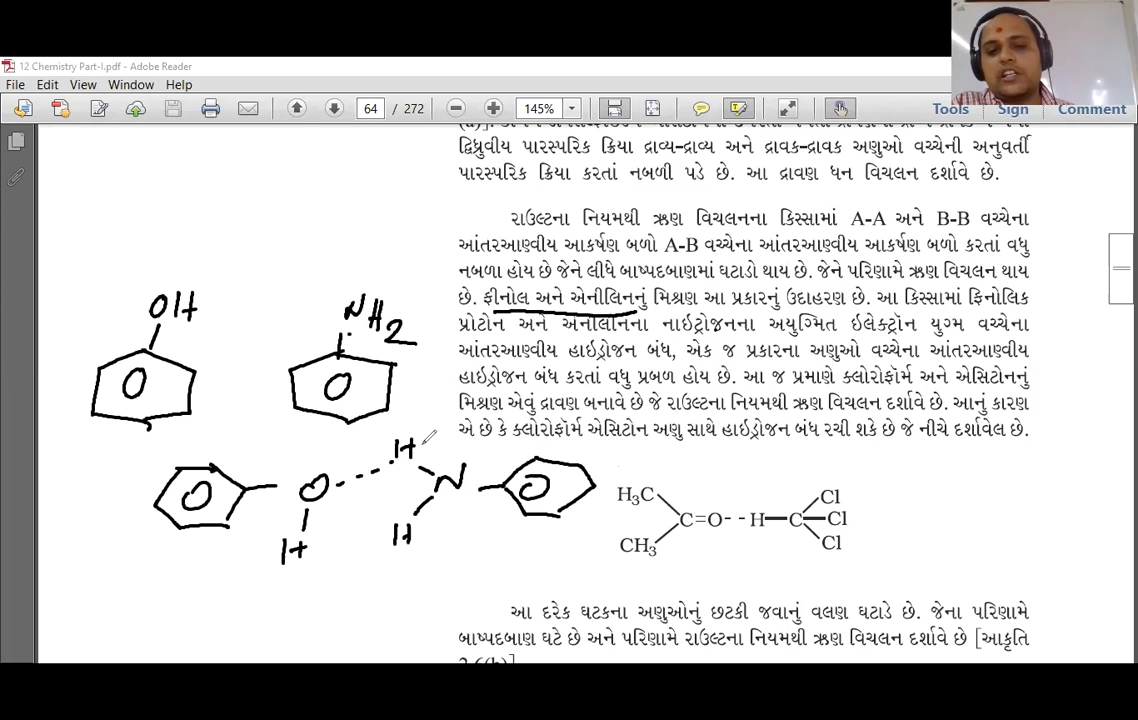 12 Chemistry Part-I.pdf - Adobe Reader
File Edit View Window Help
64 / 272 145% Tools Sign Comment
દ્વિધ્રુવીય પારસ્પરિક ક્રિયા દ્રાવ્ય-દ્રાવ્ય અને દ્રાવક-દ્રાવક અણુઓ વચ્ચેની અનુવર્તી
પારસ્પરિક ક્રિયા કરતાં નબળી પડે છે. આ દ્રાવણ ધન વિચલન દર્શાવે છે.
રાઉલ્ટના નિયમથી ઋણ વિચલનના કિસ્સામાં A-A અને B-B વચ્ચેના
આંતરઆણ્વીય આકર્ષણ બળો A-B વચ્ચેના આંતરઆણ્વીય આકર્ષણ બળો કરતાં વધુ
નબળા હોય છે જેને લીધે બાષ્પદબાણમાં ઘટાડો થાય છે. જેને પરિણામે ઋણ વિચલન થાય
છે. ફીનોલ અને એનીલિનનું મિશ્રણ આ પ્રકારનું ઉદાહરણ છે. આ કિસ્સામાં ફિનોલિક
પ્રોટોન અને એનીલિનના નાઇટ્રોજનના અયુગ્મિત ઇલેક્ટ્રૉન યુગ્મ વચ્ચેના
આંતરઆણ્વીય હાઇડ્રોજન બંધ, એક જ પ્રકારના અણુઓ વચ્ચેના આંતરઆણ્વીય
હાઇડ્રોજન બંધ કરતાં વધુ પ્રબળ હોય છે. આ જ પ્રમાણે ક્લોરોફૉર્મ અને એસિટોનનું
મિશ્રણ એવું દ્રાવણ બનાવે છે જે રાઉલ્ટના નિયમથી ઋણ વિચલન દર્શાવે છે. આનું કારણ
એ છે કે ક્લોરોફૉર્મ એસિટોન અણુ સાથે હાઇડ્રોજન બંધ રચી શકે છે જે નીચે દર્શાવેલ છે.
OH NH2
O O
H
O O N O
H H
H₃C Cl
C=O--H—C—Cl
CH₃ Cl
આ દરેક ઘટકના અણુઓનું છટકી જવાનું વલણ ઘટાડે છે. જેના પરિણામે
બાષ્પદબાણ ઘટે છે અને પરિણામે રાઉલ્ટના નિયમથી ઋણ વિચલન દર્શાવે છે [આકૃતિ